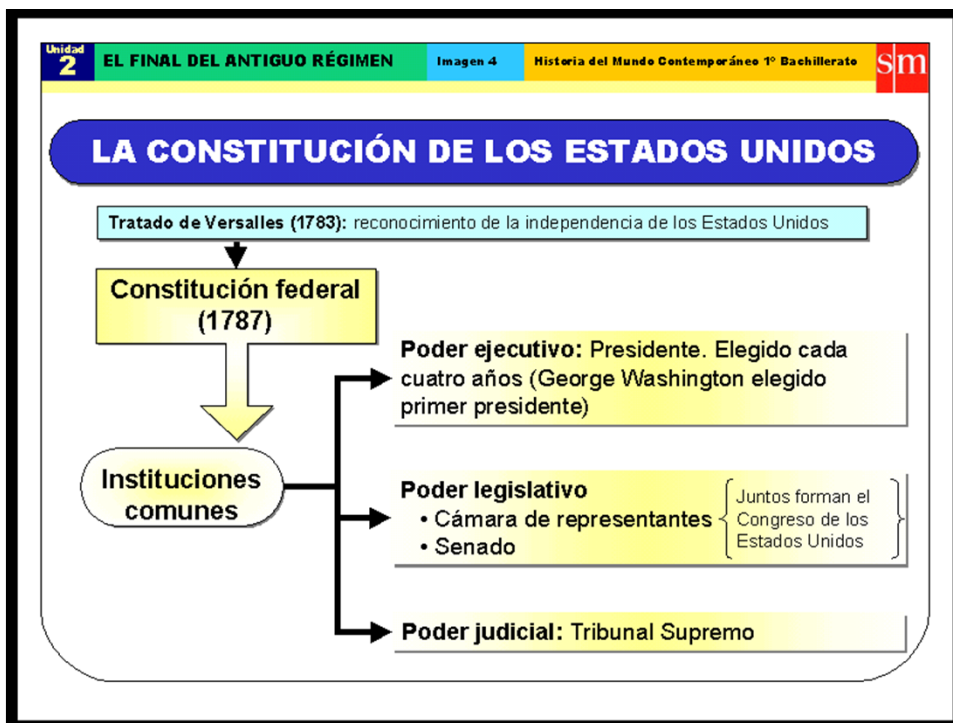 Unidad
2
EL FINAL DEL ANTIGUO RÉGIMEN
Imagen 4
Historia del Mundo Contemporáneo 1º Bachillerato
sm
LA CONSTITUCIÓN DE LOS ESTADOS UNIDOS
Tratado de Versalles (1783): reconocimiento de la independencia de los Estados Unidos
Constitución federal
(1787)
Instituciones
comunes
Poder ejecutivo: Presidente. Elegido cada
cuatro años (George Washington elegido
primer presidente)
Poder legislativo
• Cámara de representantes
• Senado
Juntos forman el
Congreso de los
Estados Unidos
Poder judicial: Tribunal Supremo